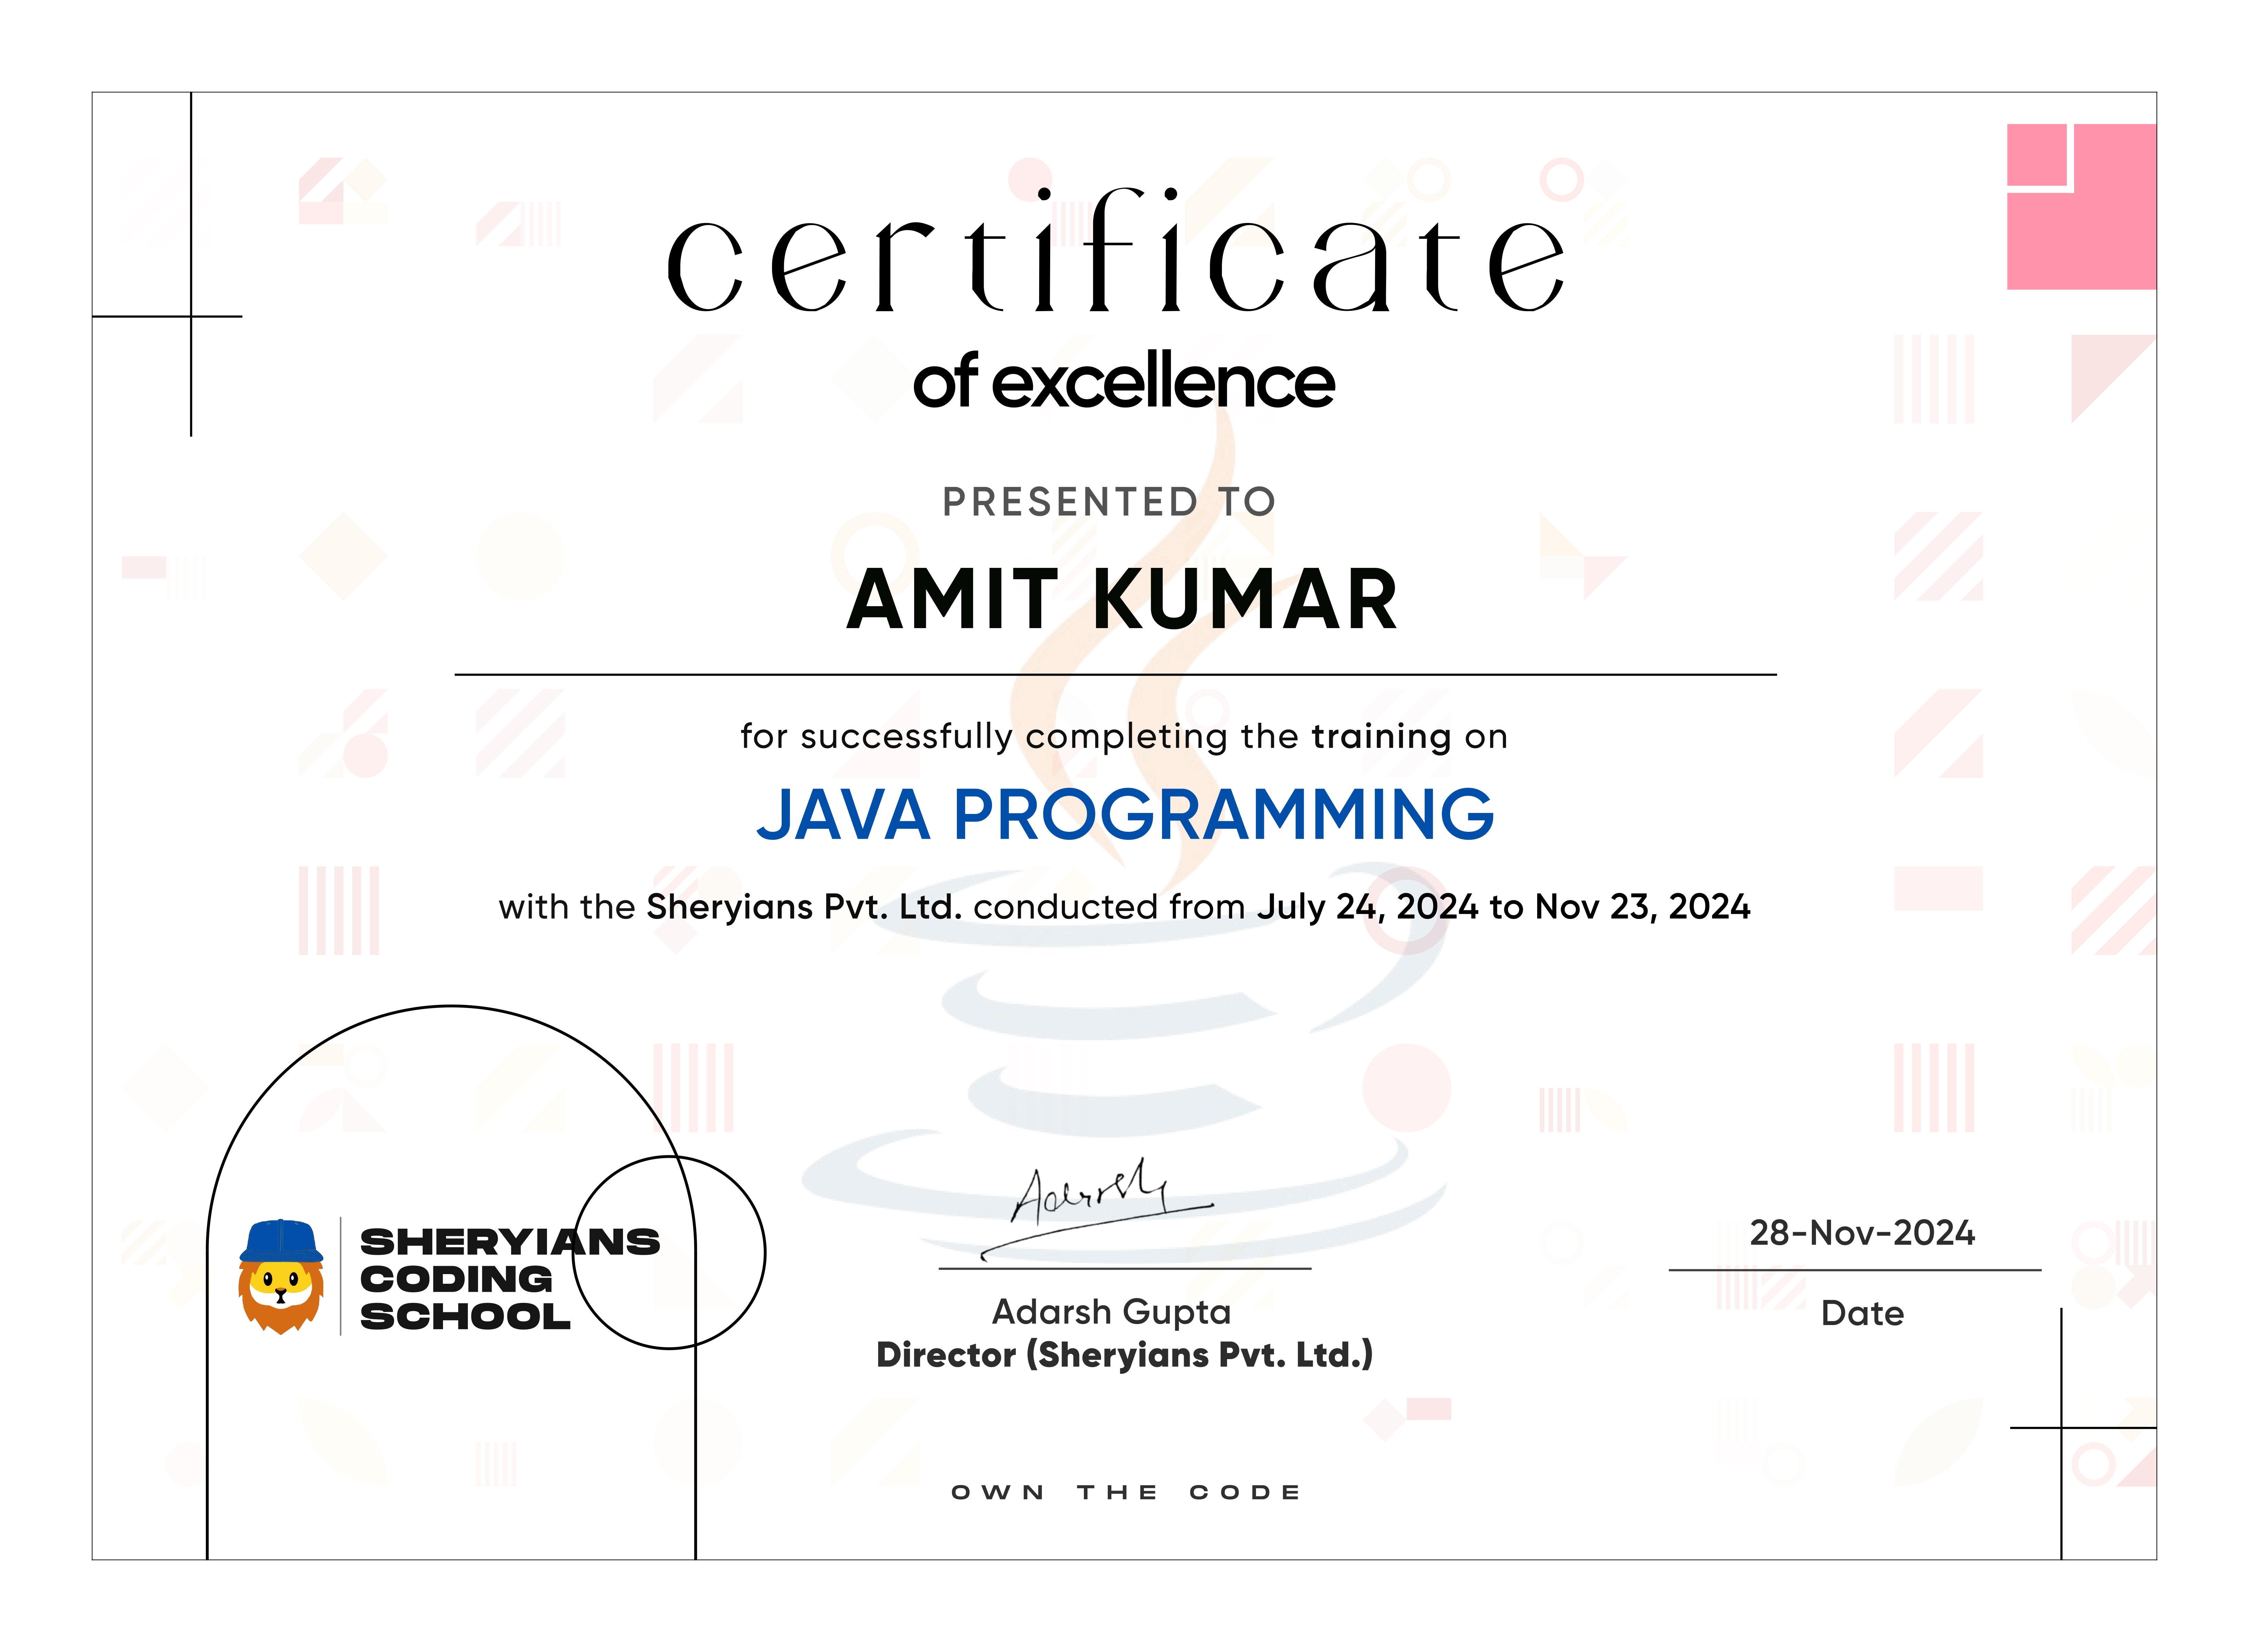 certificate
of excellence
PRESENTED TO
AMIT KUMAR
for successfully completing the training on
JAVA PROGRAMMING
with the Sheryians Pvt. Ltd. conducted from July 24, 2024 to Nov 23, 2024
SHERYIANS
CODING
SCHOOL
Adarsh
Adarsh Gupta
Director (Sheryians Pvt. Ltd.)
28-Nov-2024
Date
OWN THE CODE